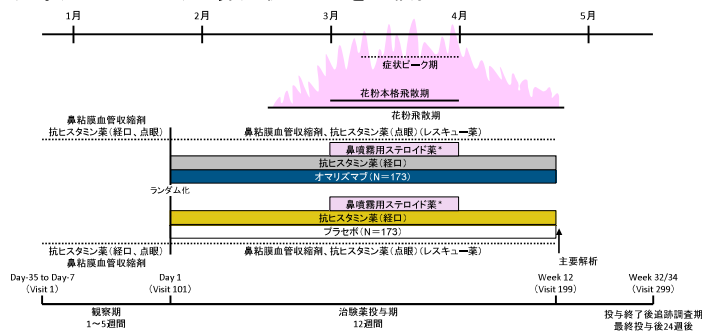 1月 2月 3月 4月 5月
症状ピーク期
花粉本格飛散期
花粉飛散期
鼻粘膜血管収縮剤
抗ヒスタミン薬(経口、点眼)
鼻粘膜血管収縮剤、抗ヒスタミン薬(点眼)(レスキュー薬)
鼻噴霧用ステロイド薬*
抗ヒスタミン薬(経口)
オマリズマブ(N=173)
ランダム化
鼻噴霧用ステロイド薬*
抗ヒスタミン薬(経口)
プラセボ(N=173)
抗ヒスタミン薬(経口、点眼)
鼻粘膜血管収縮剤
鼻粘膜血管収縮剤、抗ヒスタミン薬(点眼)(レスキュー薬)
主要解析
Day-35 to Day-7
(Visit 1)
Day 1
(Visit 101)
Week 12
(Visit 199)
Week 32/34
(Visit 299)
観察期
1~5週間
治験薬投与期
12週間
投与終了後追跡調査期
最終投与後24週後